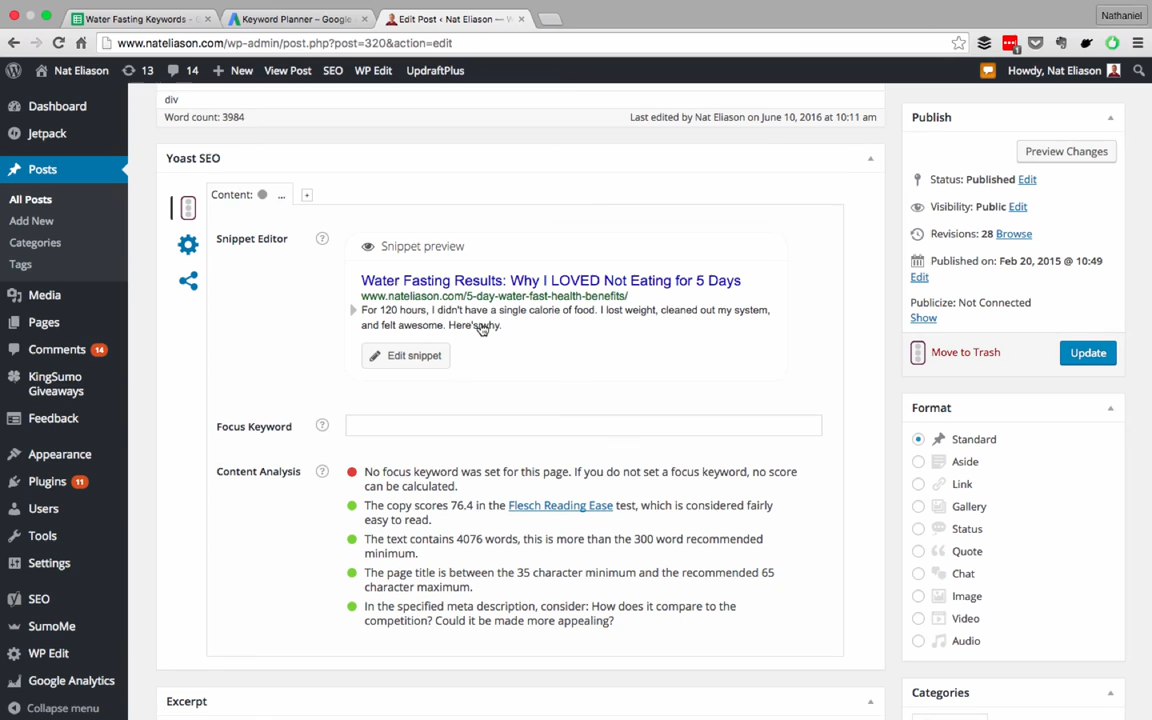 Water Fasting Keywords -
Keyword Planner – Google
Edit Post ‹ Nat Eliason — W
Nathaniel
www.nateliason.com/wp-admin/post.php?post=320&action=edit
1
Nat Eliason
13
14
New
View Post
SEO
WP Edit
UpdraftPlus
Howdy, Nat Eliason
Dashboard
Jetpack
Posts
All Posts
Add New
Categories
Tags
Media
Pages
Comments 14
KingSumo
Giveaways
Feedback
Appearance
Plugins 11
Users
Tools
Settings
SEO
SumoMe
WP Edit
Google Analytics
Collapse menu
div
Word count: 3984
Last edited by Nat Eliason on June 10, 2016 at 10:11 am
Yoast SEO
Content: ...
+
Snippet Editor
?
Snippet preview
Water Fasting Results: Why I LOVED Not Eating for 5 Days
www.nateliason.com/5-day-water-fast-health-benefits/
For 120 hours, I didn't have a single calorie of food. I lost weight, cleaned out my system,
and felt awesome. Here's why.
Edit snippet
Focus Keyword
?
Content Analysis
?
No focus keyword was set for this page. If you do not set a focus keyword, no score
can be calculated.
The copy scores 76.4 in the Flesch Reading Ease test, which is considered fairly
easy to read.
The text contains 4076 words, this is more than the 300 word recommended
minimum.
The page title is between the 35 character minimum and the recommended 65
character maximum.
In the specified meta description, consider: How does it compare to the
competition? Could it be made more appealing?
Excerpt
Publish
Preview Changes
Status: Published Edit
Visibility: Public Edit
Revisions: 28 Browse
Published on: Feb 20, 2015 @ 10:49
Edit
Publicize: Not Connected
Show
Move to Trash
Update
Format
Standard
Aside
Link
Gallery
Status
Quote
Chat
Image
Video
Audio
Categories